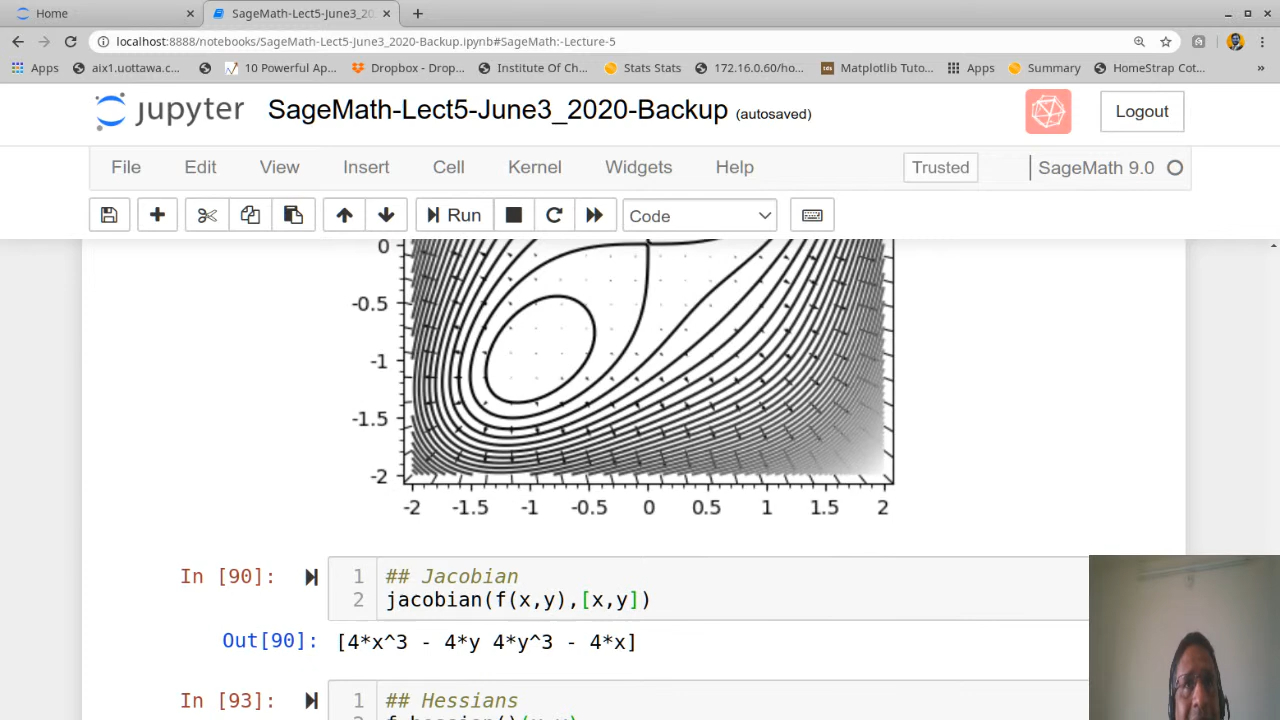 Home
SageMath-Lect5-June3_20
localhost:8888/notebooks/SageMath-Lect5-June3_2020-Backup.ipynb#SageMath:-Lecture-5
Apps aix1.uottawa.c... 10 Powerful Ap... Dropbox - Drop... Institute Of Ch... Stats Stats 172.16.0.60/ho... Matplotlib Tuto... Apps Summary HomeStrap Cot... »
jupyter SageMath-Lect5-June3_2020-Backup (autosaved) Logout
File Edit View Insert Cell Kernel Widgets Help Trusted SageMath 9.0
Run Code
0
-0.5
-1
-1.5
-2
-2 -1.5 -1 -0.5 0 0.5 1 1.5 2
In [90]: 1 ## Jacobian
2 jacobian(f(x,y),[x,y])
Out[90]: [4*x^3 - 4*y 4*y^3 - 4*x]
In [93]: 1 ## Hessians